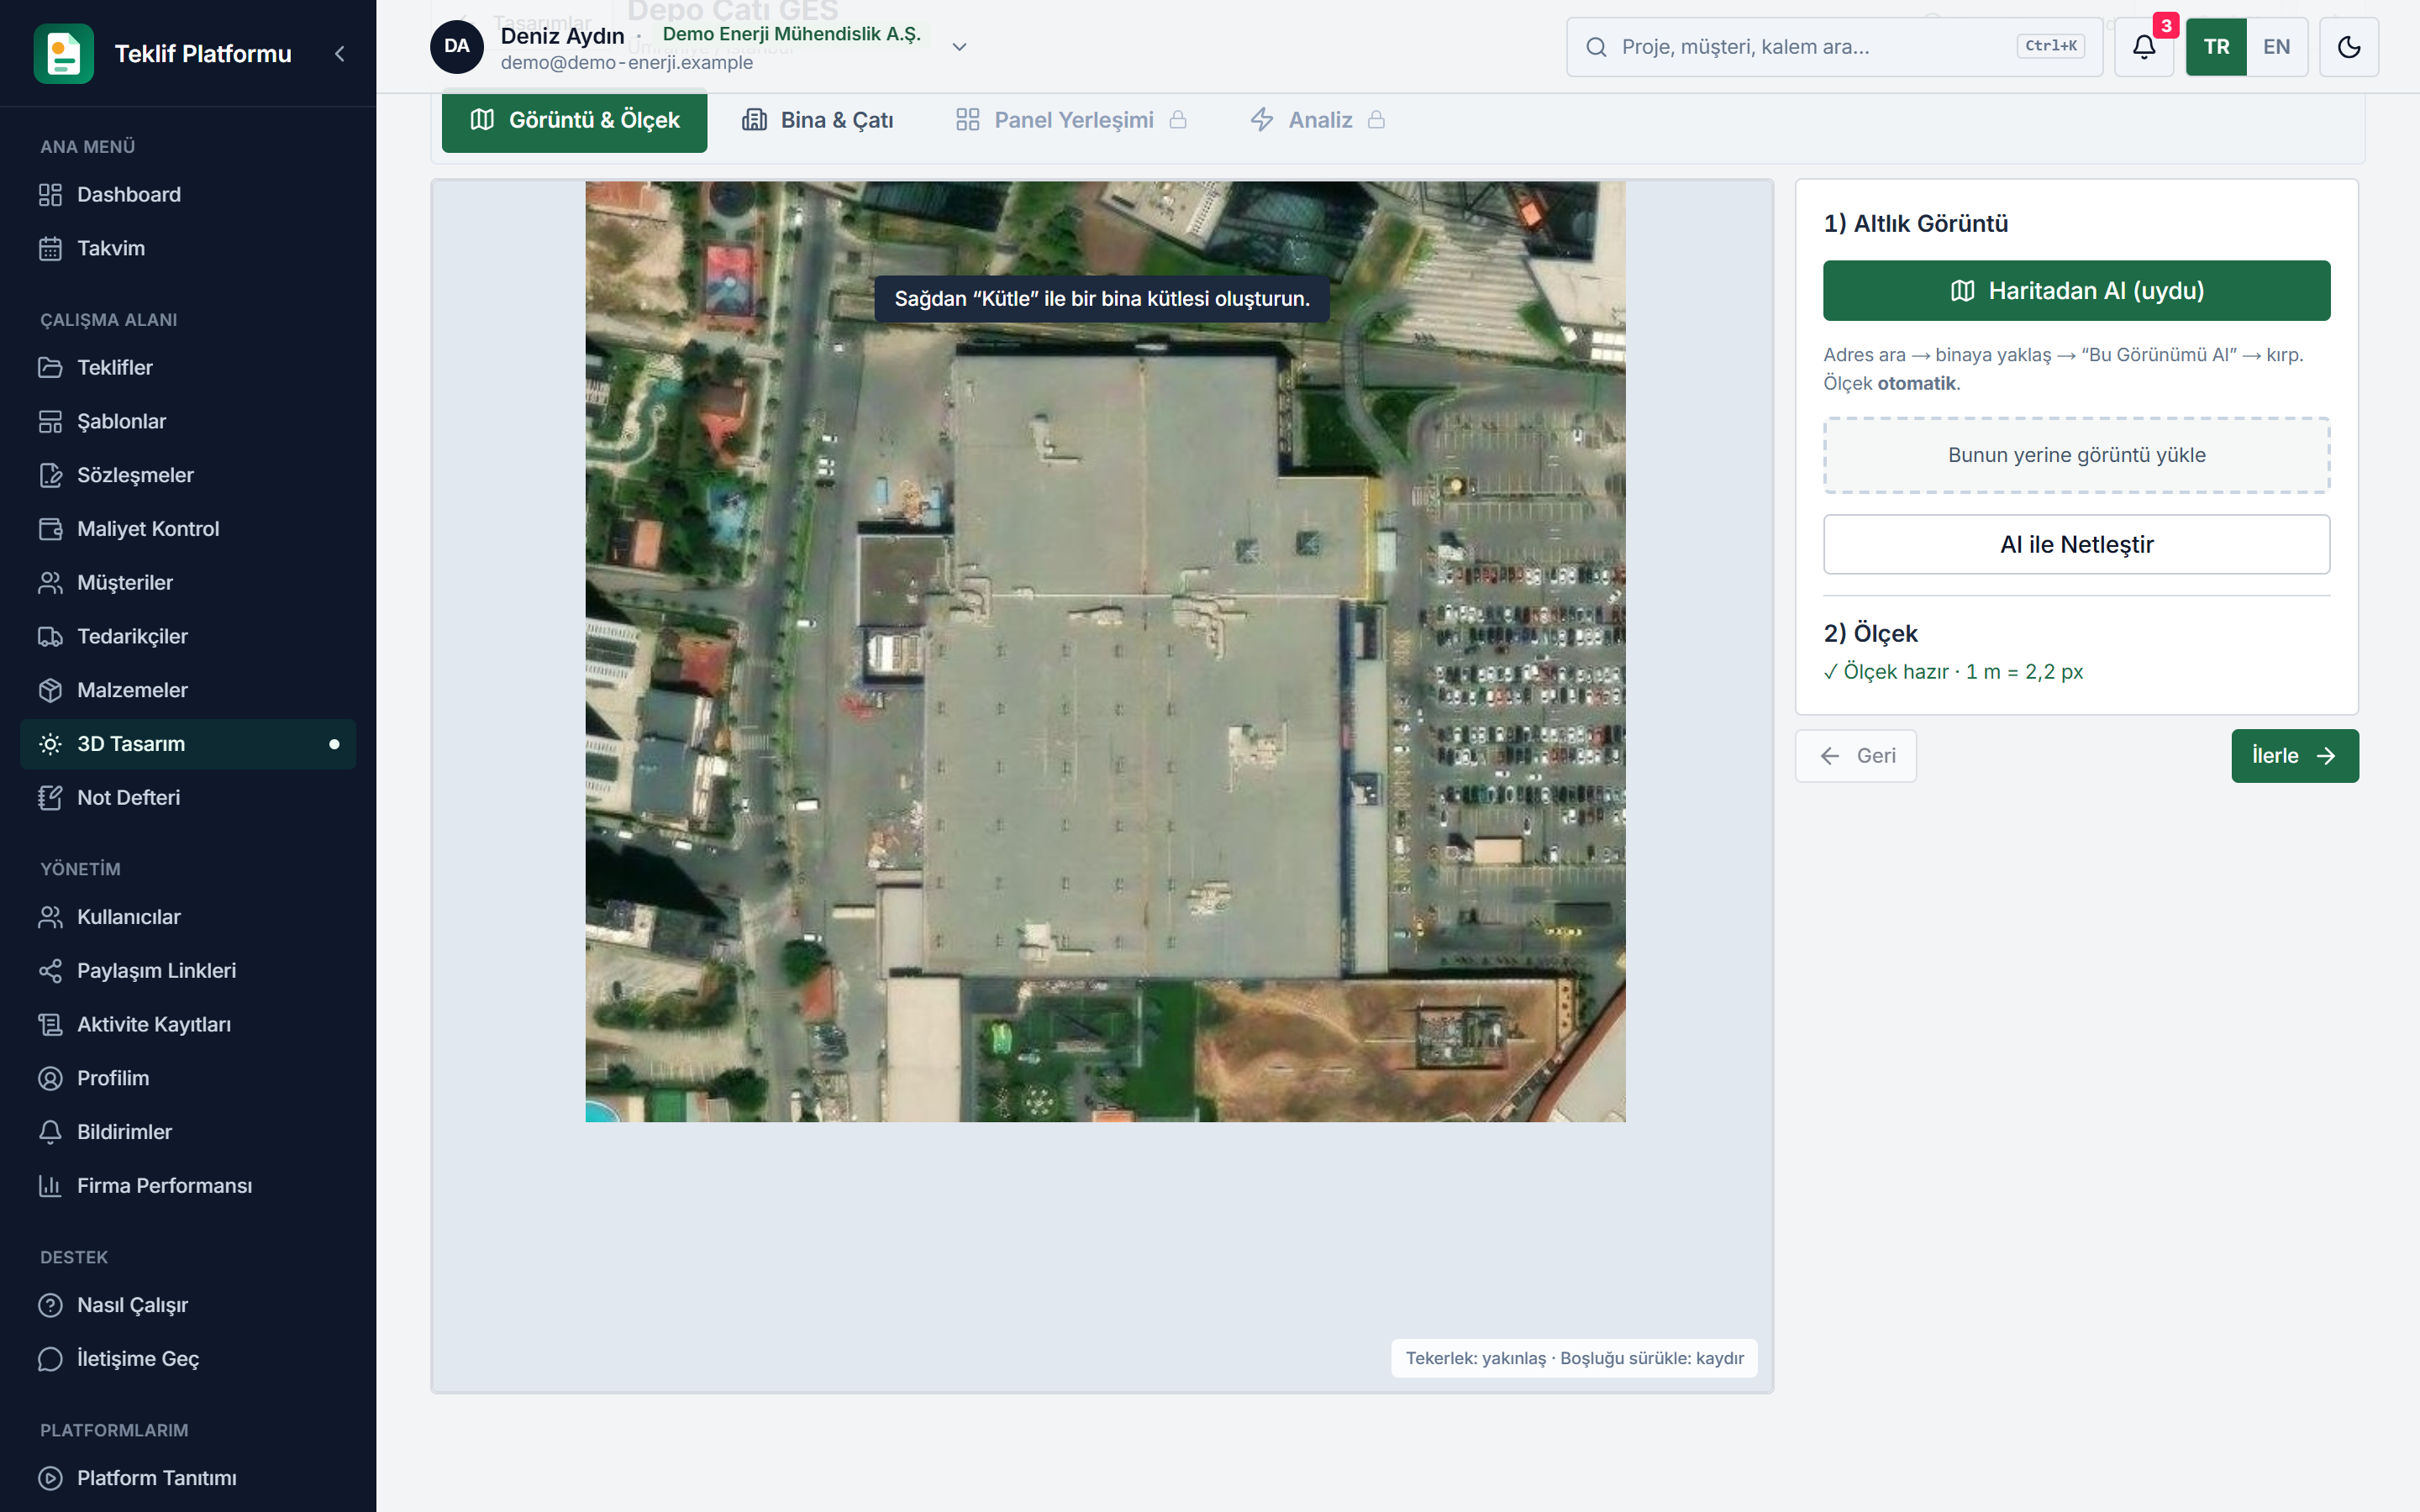 Teklif Platformu
ANA MENÜ
Dashboard
Takvim
ÇALIŞMA ALANI
Teklifler
Şablonlar
Sözleşmeler
Maliyet Kontrol
Müşteriler
Tedarikçiler
Malzemeler
3D Tasarım
Not Defteri
YÖNETİM
Kullanıcılar
Paylaşım Linkleri
Aktivite Kayıtları
Profilim
Bildirimler
Firma Performansı
DESTEK
Nasıl Çalışır
İletişime Geç
PLATFORMLARIM
Platform Tanıtımı
Tasarımlar
Depo Çatı GES
DA
Deniz Aydın · Demo Enerji Mühendislik A.Ş.
demo@demo-enerji.example
Proje, müşteri, kalem ara...
Ctrl+K
3
TR
EN
Görüntü & Ölçek
Bina & Çatı
Panel Yerleşimi
Analiz
Sağdan “Kütle” ile bir bina kütlesi oluşturun.
Tekerlek: yakınlaş · Boşluğu sürükle: kaydır
1) Altlık Görüntü
Haritadan Al (uydu)
Adres ara → binaya yaklaş → “Bu Görünümü Al” → kırp.
Ölçek otomatik.
Bunun yerine görüntü yükle
AI ile Netleştir
2) Ölçek
✓ Ölçek hazır · 1 m = 2,2 px
Geri
İlerle